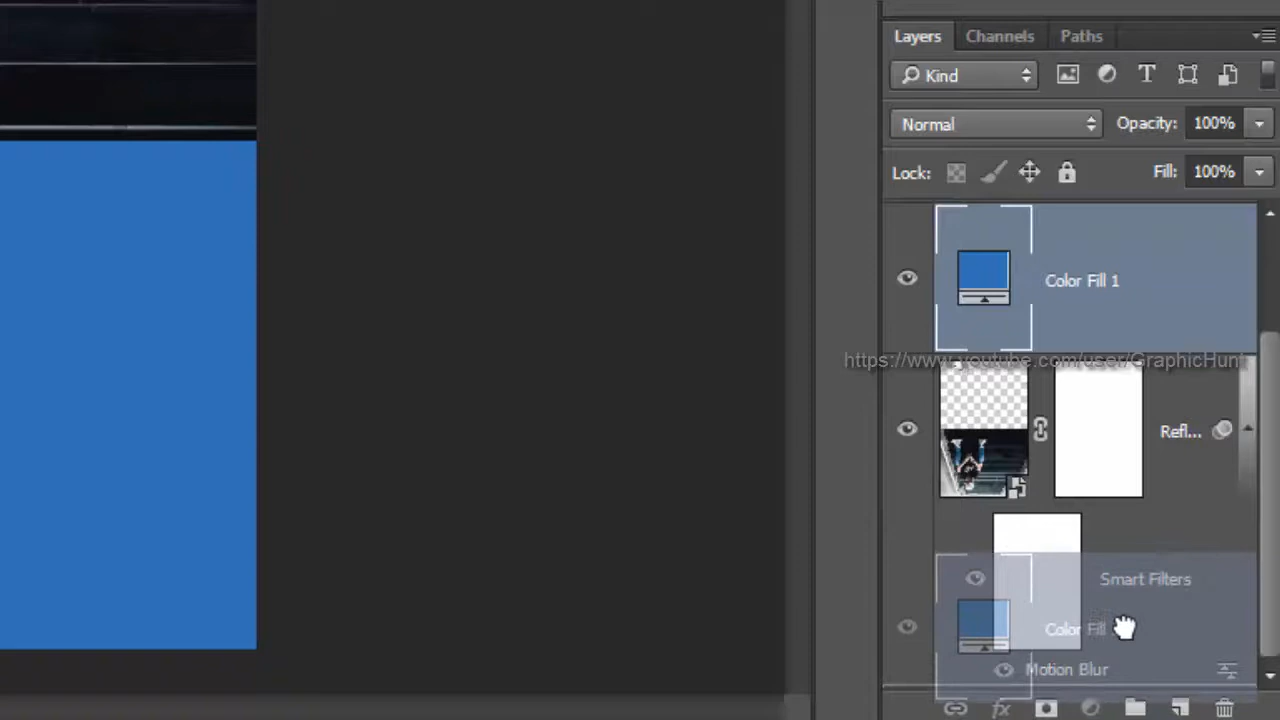 Layers Channels Paths
Kind
Normal Opacity: 100%
Lock: Fill: 100%
Color Fill 1
https://www.youtube.com/user/GraphicHunt
Refl...
Smart Filters
Color Fill
Motion Blur
fx